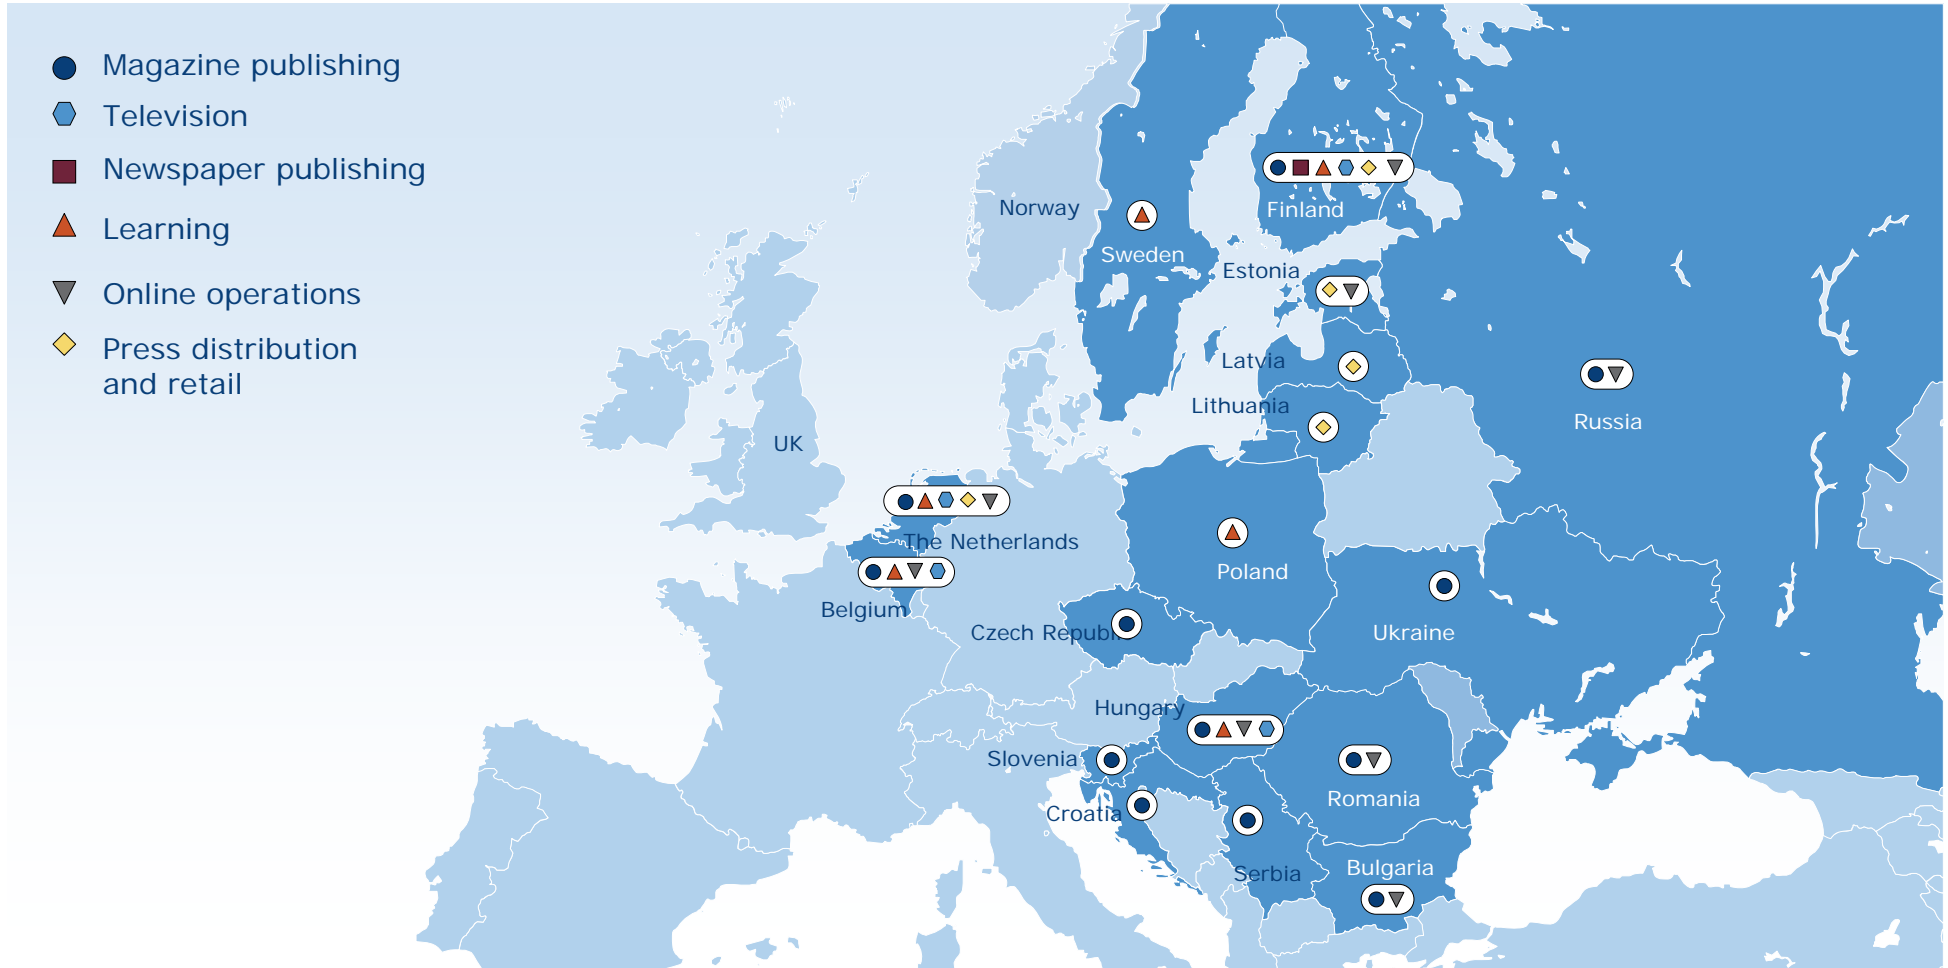 Magazine publishing
Television
Newspaper publishing
Learning
Online operations
Press distribution
and retail
Norway
Finland
Sweden
Estonia
Latvia
Lithuania
Russia
UK
The Netherlands
Poland
Belgium
Czech Republic
Ukraine
Hungary
Slovenia
Romania
Croatia
Bulgaria
Serbia